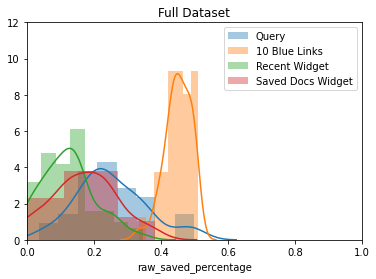 Full Dataset
12
10
8
6
4
2
0
Query
10 Blue Links
Recent Widget
Saved Docs Widget
0.0 0.2 0.4 0.6 0.8 1.0
raw_saved_percentage